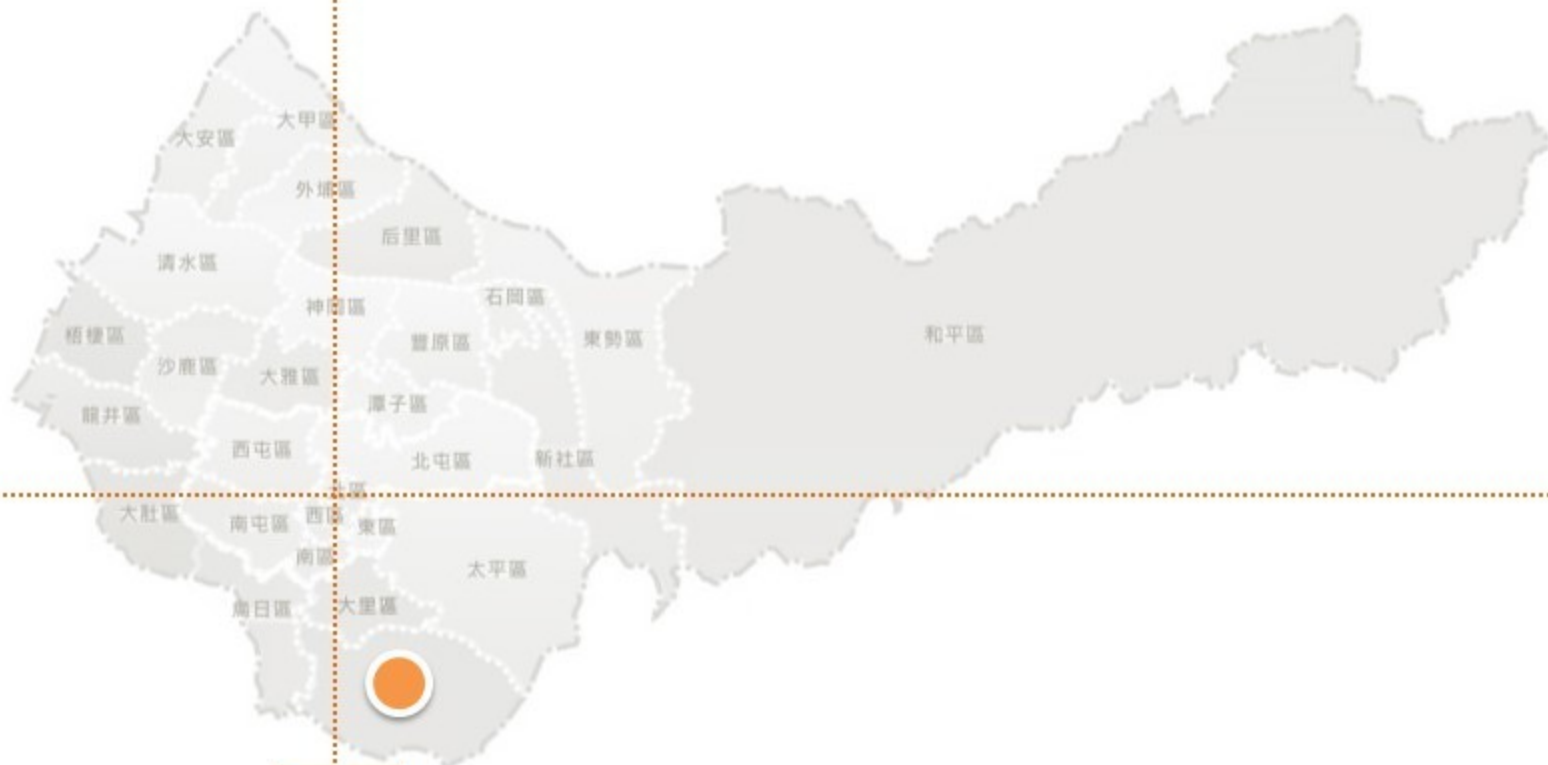 大甲區
大安區
外埔區
后里區
清水區
石岡區
神岡區
梧棲區
豐原區
東勢區
和平區
沙鹿區
大雅區
潭子區
龍井區
西屯區
北屯區
新社區
大肚區
南屯區
西區
東區
南區
太平區
大里區